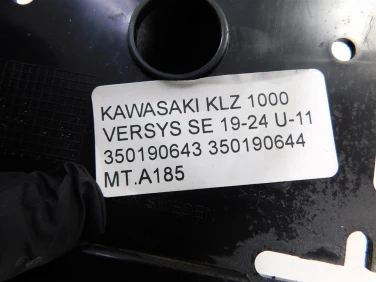 KAWASAKI KLZ 1000
VERSYS SE 19-24 U-11
350190643 350190644
MT.A185